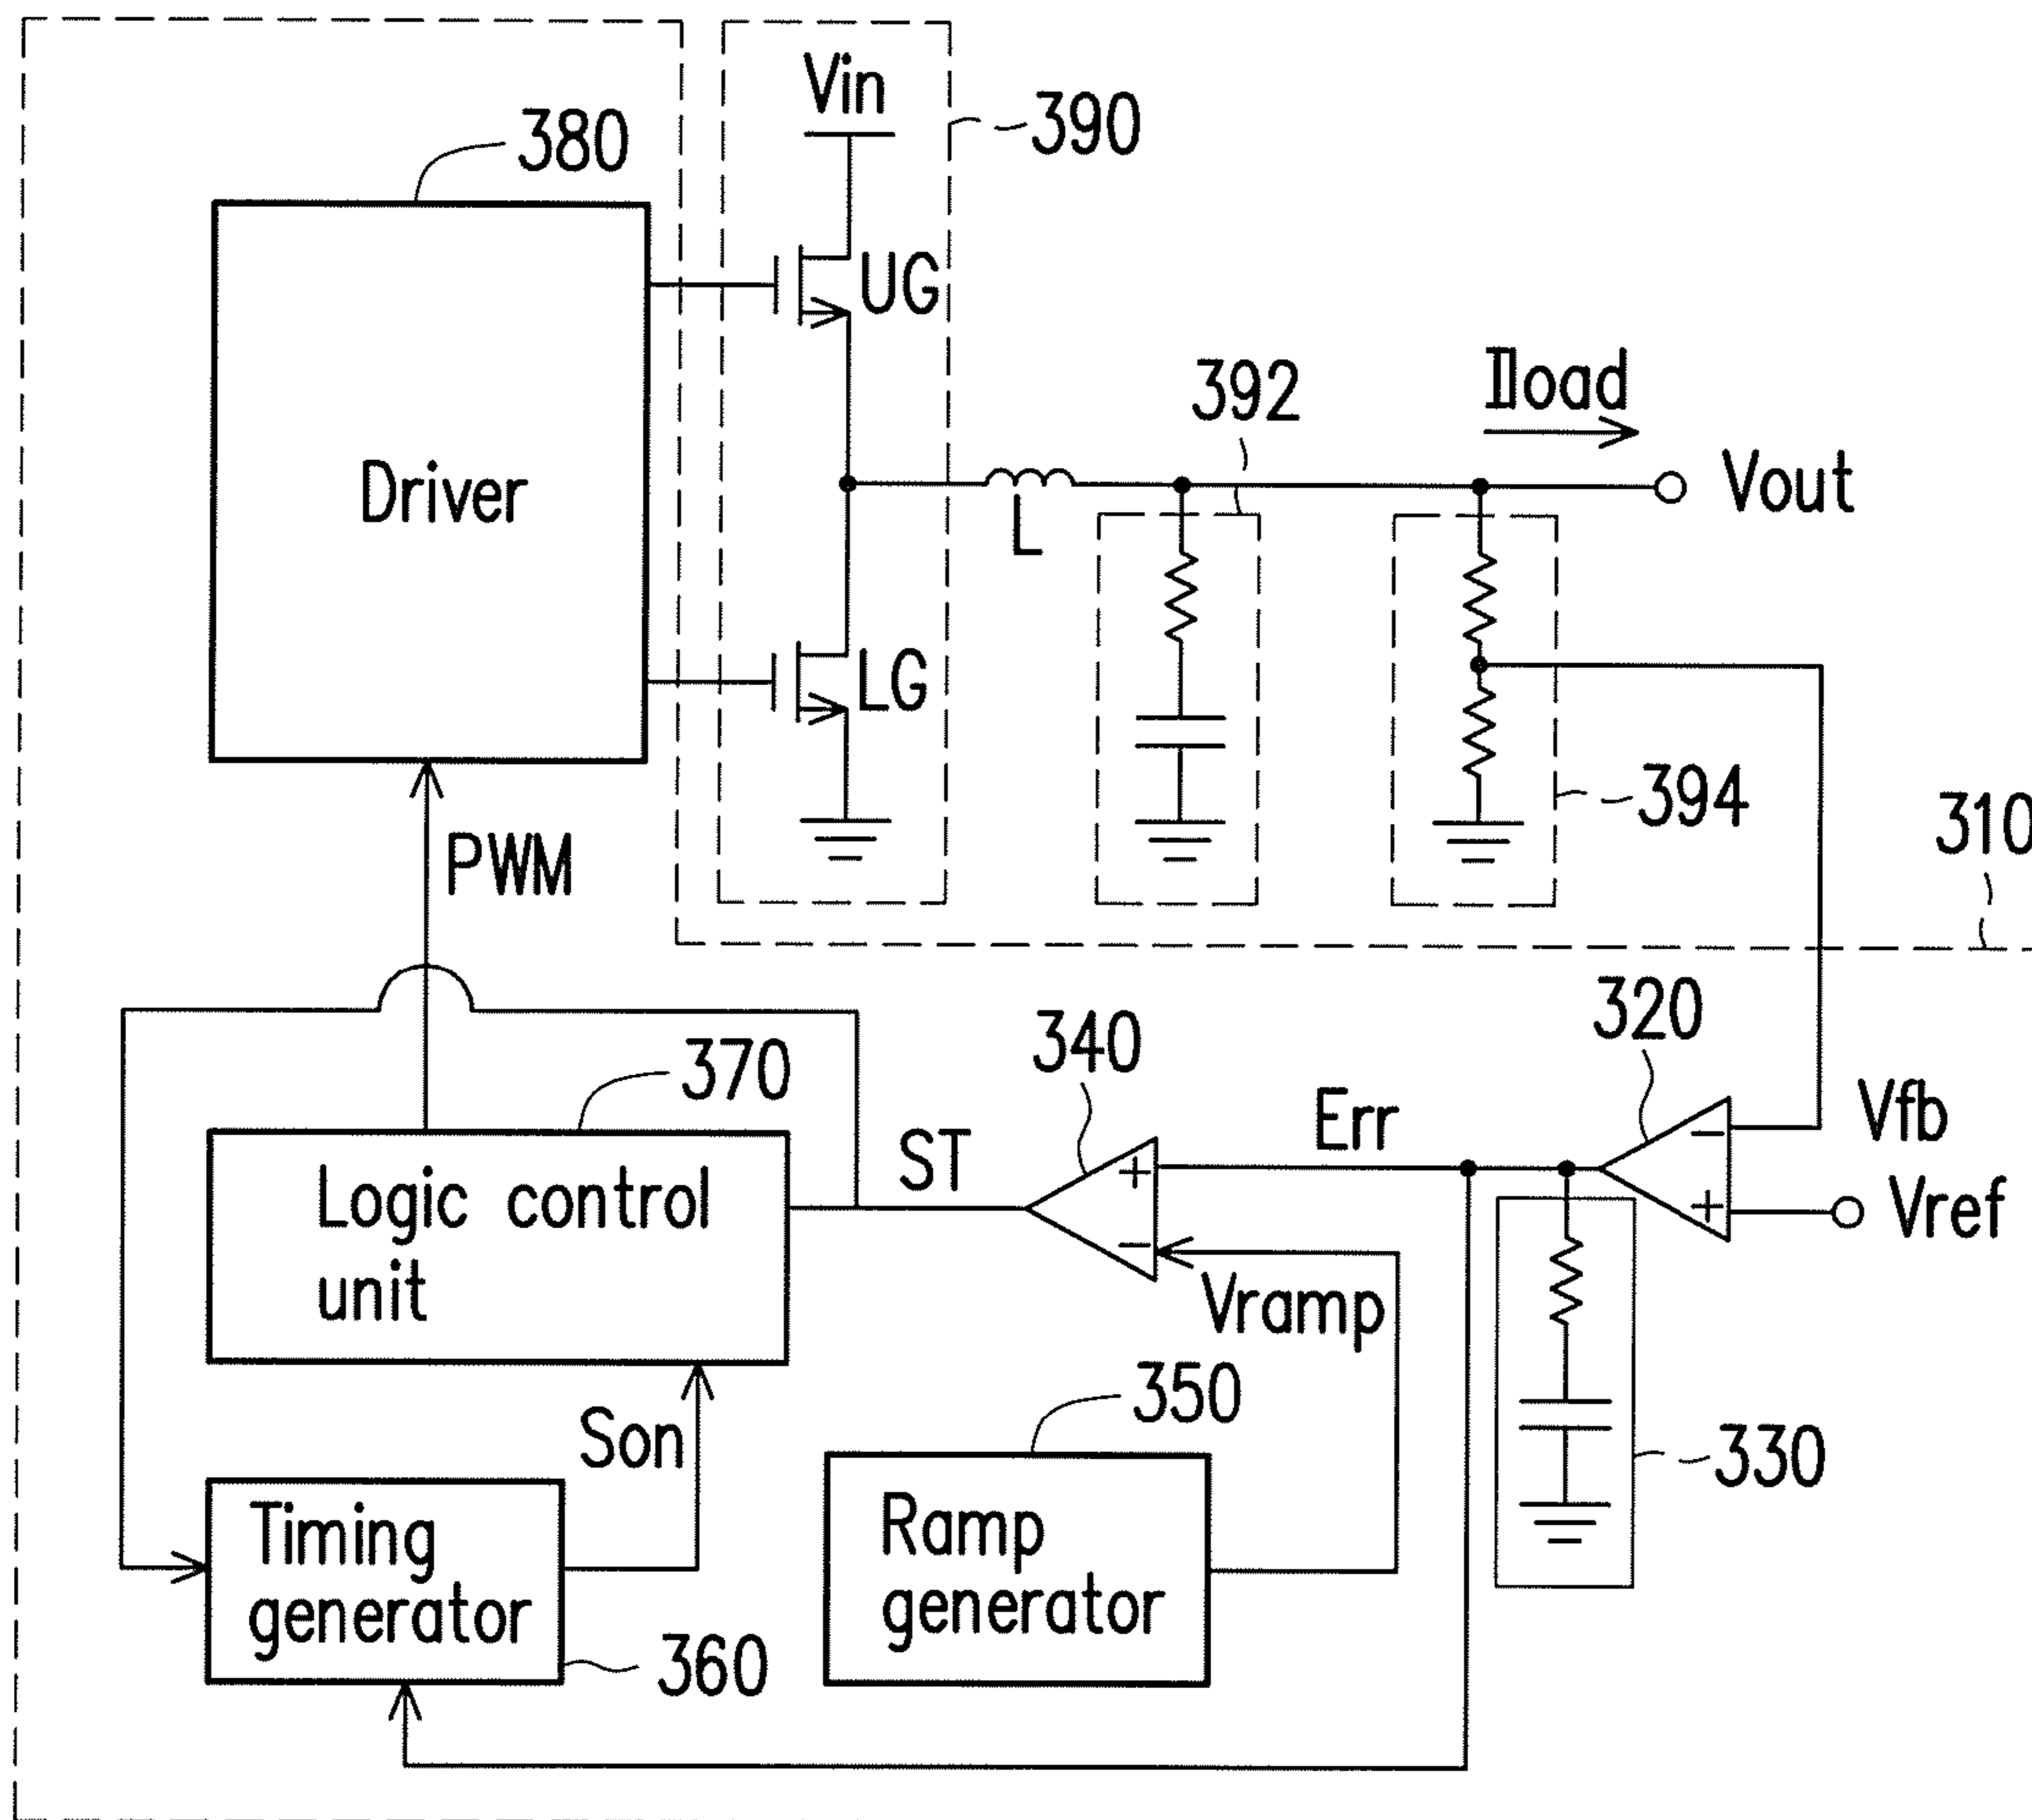 Vin
390
380
UG
Iload
392
Vout
Driver
L
LG
394
310
PWM
320
340
370
Err
Vfb
ST
+
−
−
+
Vref
Logic control
unit
Vramp
350
Son
330
Timing
generator
Ramp
generator
360